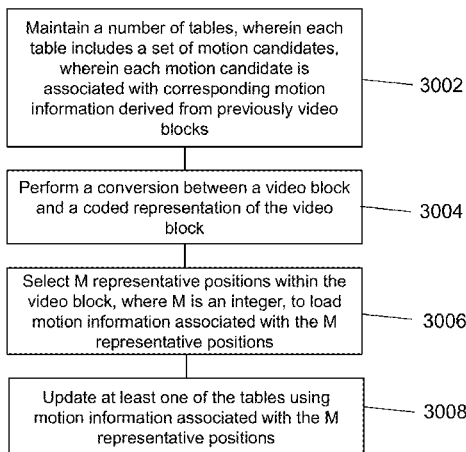 Maintain a number of tables, wherein each
table includes a set of motion candidates,
wherein each motion candidate is
associated with corresponding motion
information derived from previously video
blocks
3002
Perform a conversion between a video block
and a coded representation of the video
block
3004
Select M representative positions within the
video block, where M is an integer, to load
motion information associated with the M
representative positions
3006
Update at least one of the tables using
motion information associated with the M
representative positions
3008